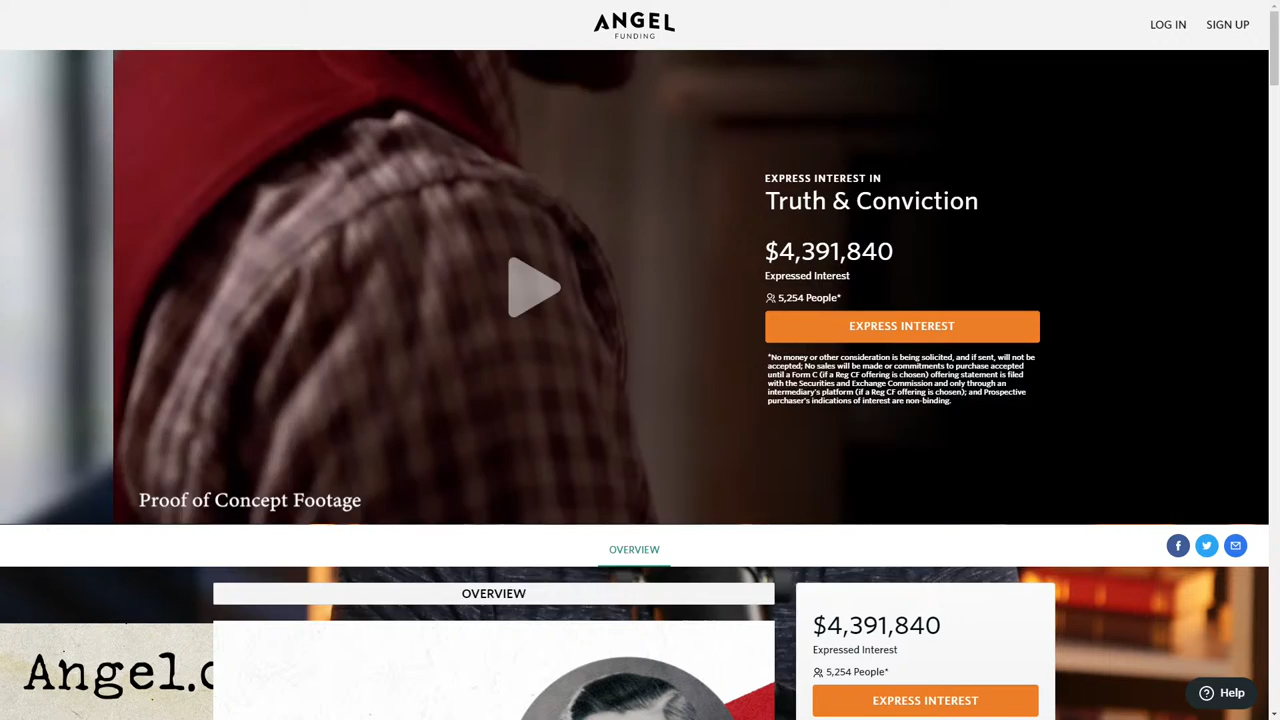 ANGEL
FUNDING
LOG IN
SIGN UP
EXPRESS INTEREST IN
Truth & Conviction
$4,391,840
Expressed Interest
5,254 People*
EXPRESS INTEREST
*No money or other consideration is being solicited, and if sent, will not be
accepted; No sales will be made or commitments to purchase accepted
until a Form C (if a Reg CF offering is chosen) offering statement is filed
with the Securities and Exchange Commission and only through an
intermediary's platform (if a Reg CF offering is chosen); and Prospective
purchaser's indications of interest are non-binding.
Proof of Concept Footage
OVERVIEW
OVERVIEW
$4,391,840
Expressed Interest
5,254 People*
EXPRESS INTEREST
Angel.c
Help